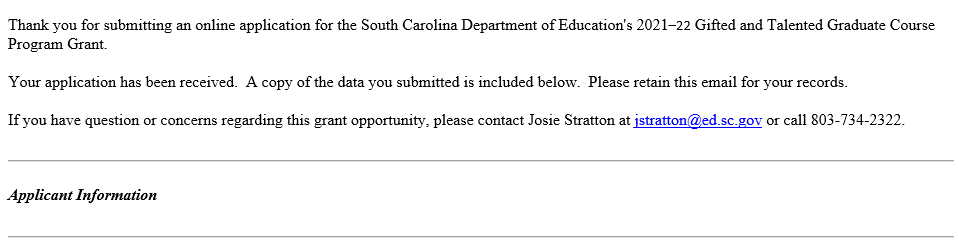 Thank you for submitting an online application for the South Carolina Department of Education's 2021–22 Gifted and Talented Graduate Course
Program Grant.
Your application has been received.  A copy of the data you submitted is included below.  Please retain this email for your records.
If you have question or concerns regarding this grant opportunity, please contact Josie Stratton at jstratton@ed.sc.gov or call 803-734-2322.
Applicant Information